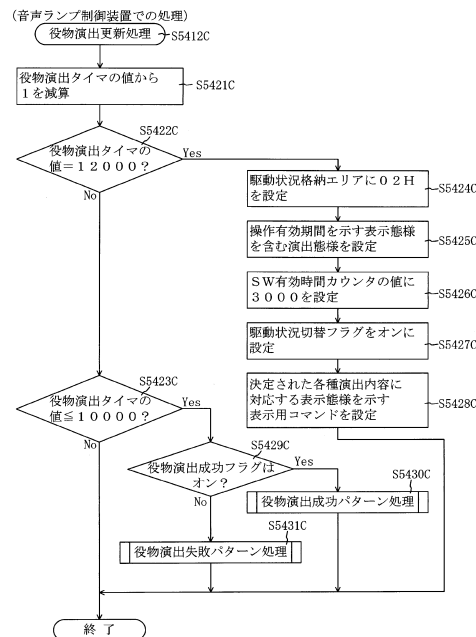 (音声ランプ制御装置での処理)
役物演出更新処理
S5412C
役物演出タイマの値から
1を減算
S5421C
S5422C
役物演出タイマの
値=12000?
Yes
No
駆動状況格納エリアに02H
を設定
S5424C
操作有効期間を示す表示態様
を含む演出態様を設定
S5425C
SW有効時間カウンタの値に
3000を設定
S5426C
駆動状況切替フラグをオンに
設定
S5427C
決定された各種演出内容に
対応する表示態様を示す
表示用コマンドを設定
S5428C
S5423C
役物演出タイマの
値≦10000?
Yes
No
S5429C
役物演出成功フラグは
オン?
Yes
No
S5430C
役物演出成功パターン処理
S5431C
役物演出失敗パターン処理
終了